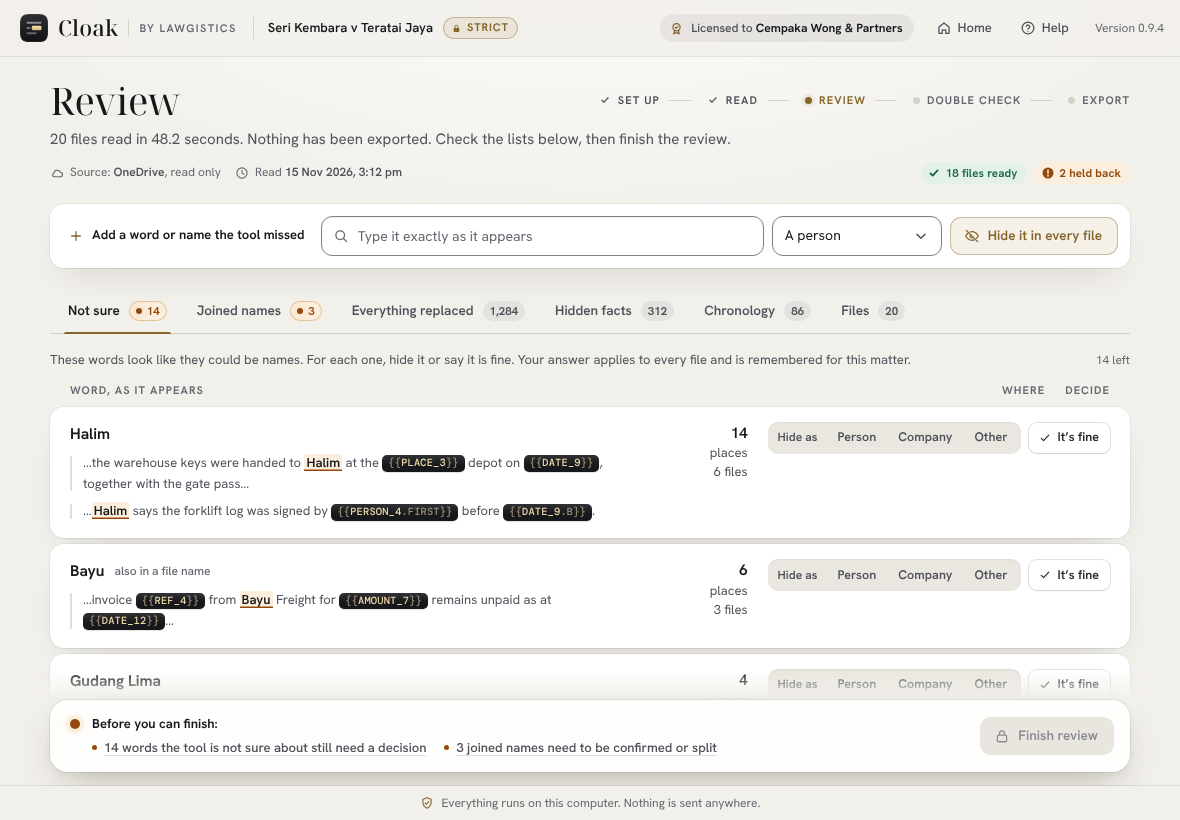 Cloak BY LAWGISTICS Seri Kembara v Teratai Jaya STRICT Licensed to Cempaka Wong & Partners Home Help Version 0.9.4
Review
SET UP READ REVIEW DOUBLE CHECK EXPORT
20 files read in 48.2 seconds. Nothing has been exported. Check the lists below, then finish the review.
Source: OneDrive, read only Read 15 Nov 2026, 3:12 pm 18 files ready 2 held back
Add a word or name the tool missed Type it exactly as it appears A person Hide it in every file
Not sure 14 Joined names 3 Everything replaced 1,284 Hidden facts 312 Chronology 86 Files 20
These words look like they could be names. For each one, hide it or say it is fine. Your answer applies to every file and is remembered for this matter. 14 left
WORD, AS IT APPEARS WHERE DECIDE
Halim 14 Hide as Person Company Other It's fine
places
6 files
…the warehouse keys were handed to Halim at the {{PLACE_3}} depot on {{DATE_9}},
together with the gate pass…
…Halim says the forklift log was signed by {{PERSON_4.FIRST}} before {{DATE_9.B}}.
Bayu also in a file name 6 Hide as Person Company Other It's fine
places
3 files
…invoice {{REF_4}} from Bayu Freight for {{AMOUNT_7}} remains unpaid as at
{{DATE_12}}…
Gudang Lima 4 Hide as Person Company Other It's fine
Before you can finish:
14 words the tool is not sure about still need a decision 3 joined names need to be confirmed or split Finish review
Everything runs on this computer. Nothing is sent anywhere.